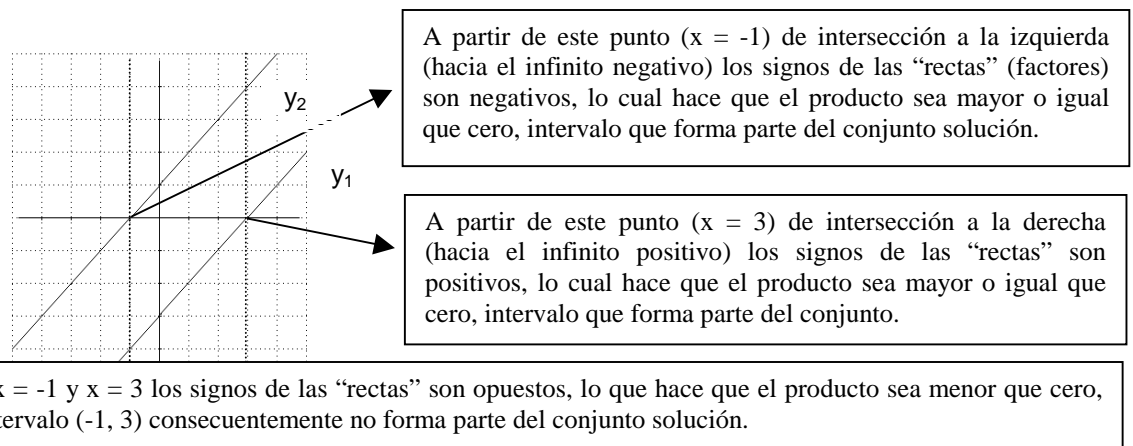 A partir de este punto (x = -1) de intersección a la izquierda
(hacia el infinito negativo) los signos de las “rectas” (factores)
son negativos, lo cual hace que el producto sea mayor o igual
que cero, intervalo que forma parte del conjunto solución.
y₂
y₁
A partir de este punto (x = 3) de intersección a la derecha
(hacia el infinito positivo) los signos de las “rectas” son
positivos, lo cual hace que el producto sea mayor o igual que
cero, intervalo que forma parte del conjunto.
x = -1 y x = 3 los signos de las “rectas” son opuestos, lo que hace que el producto sea menor que cero,
(-1, 3) consecuentemente no forma parte del conjunto solución.